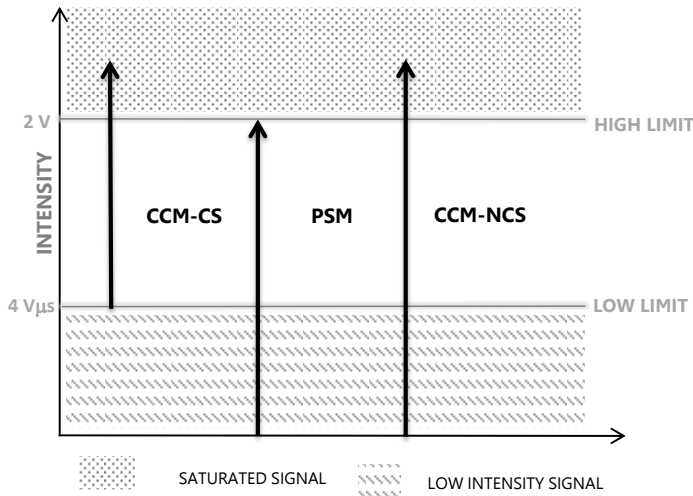 2 V
HIGH LIMIT
INTENSITY
CCM-CS
PSM
CCM-NCS
4 Vµs
LOW LIMIT
SATURATED SIGNAL
LOW INTENSITY SIGNAL